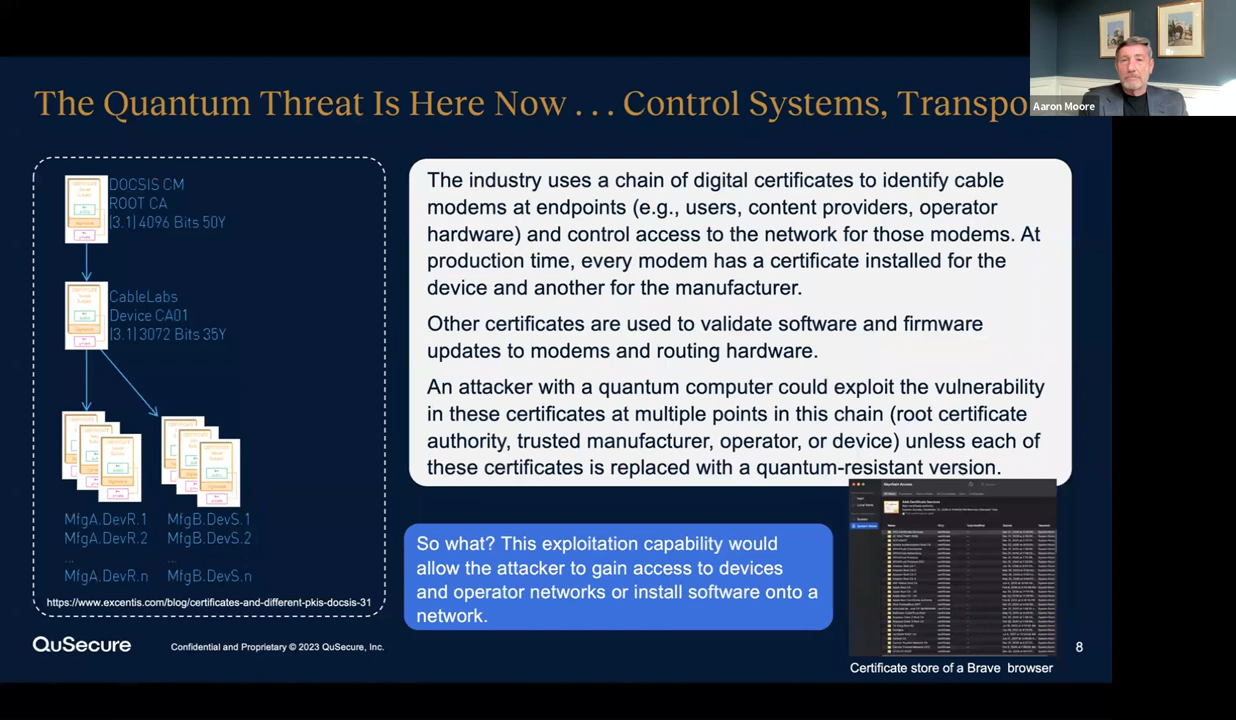 Aaron Moore
The Quantum Threat Is Here Now . . . Control Systems, Transpo
DOCSIS CM
ROOT CA
[3.1] 4096 Bits 50Y
CableLabs
Device CA01
[3.1] 3072 Bits 35Y
MfgA.DevR.1
MfgA.DevR.2
...
MfgA.DevR.n
MfgB.DevS.1
MfgB.DevS.2
...
MfgB.DevS.n
https://www.excentis.com/blog/certificates-and-different-pkis-docsis-31
The industry uses a chain of digital certificates to identify cable
modems at endpoints (e.g., users, content providers, operator
hardware) and control access to the network for those modems. At
production time, every modem has a certificate installed for the
device and another for the manufacturer.
Other certificates are used to validate software and firmware
updates to modems and routing hardware.
An attacker with a quantum computer could exploit the vulnerability
in these certificates at multiple points in this chain (root certificate
authority, trusted manufacturer, operator, or device) unless each of
these certificates is replaced with a quantum-resistant version.
So what? This exploitation capability would
allow the attacker to gain access to devices
and operator networks or install software onto a
network.
Keychain Access
Certificate store of a Brave browser
QuSecure
Confidential and Proprietary © 2023 QuSecure, Inc.
8